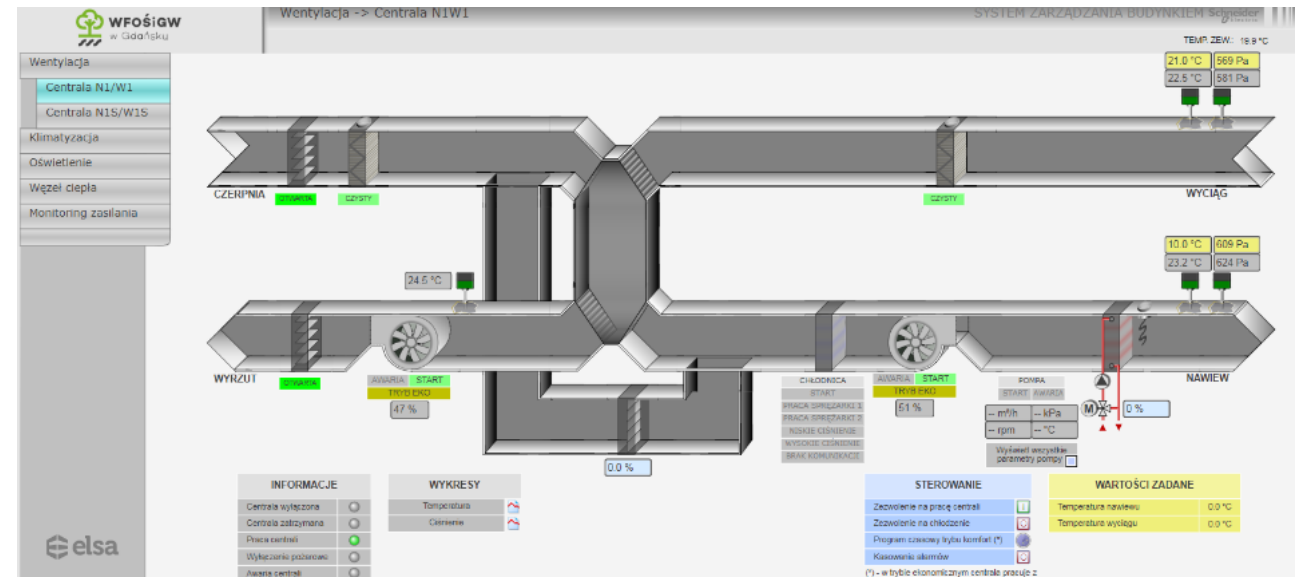 WFOŚiGW
w Gdańsku
Wentylacja -> Centrala N1W1
SYSTEM ZARZĄDZANIA BUDYNKIEM Schneider
TEMP. ZEW.: 19.9 °C
Wentylacja
Centrala N1/W1
Centrala N1S/W1S
Klimatyzacja
Oświetlenie
Węzeł ciepła
Monitoring zasilania
21.0 °C 569 Pa
22.5 °C 581 Pa
CZERPNIA
OTWARTA
CZYSTY
CZYSTY
WYCIĄG
10.0 °C 609 Pa
23.2 °C 624 Pa
24.5 °C
WYRZUT
OTWARTA
AWARIA START
TRYB EKO
47 %
CHŁODNICA
START
PRACA SPRĘŻARKI 1
PRACA SPRĘŻARKI 2
NISKIE CIŚNIENIE
WYSOKIE CIŚNIENIE
BRAK KOMUNIKACJI
AWARIA START
TRYB EKO
51 %
POMPA
START AWARIA
-- m³/h -- kPa
-- rpm -- °C
Wyświetl wszystkie
parametry pompy
M
0 %
NAWIEW
0.0 %
INFORMACJE
Centrala wyłączona
Centrala zatrzymana
Praca centrali
Wyłączenie pożarowe
Awaria centrali
WYKRESY
Temperatura
Ciśnienie
STEROWANIE
Zezwolenie na pracę centrali
Zezwolenie na chłodzenie
Program czasowy trybu komfort (*)
Kasowanie alarmów
(*) - w trybie ekonomicznym centrala pracuje z
WARTOŚCI ZADANE
Temperatura nawiewu 0.0 °C
Temperatura wyciągu 0.0 °C
elsa